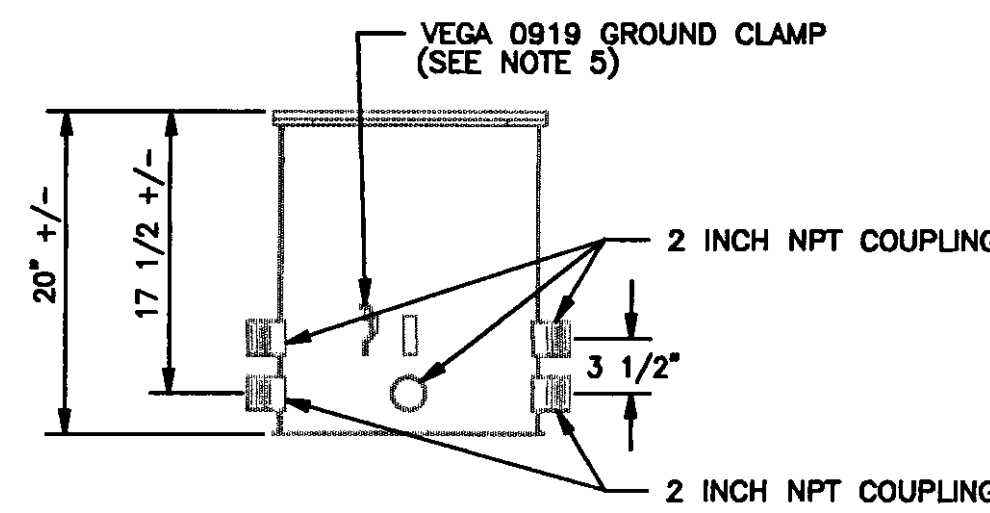 VEGA 0919 GROUND CLAMP
(SEE NOTE 5)
20" +/-
17 1/2 +/-
2 INCH NPT COUPLING
3 1/2"
2 INCH NPT COUPLING